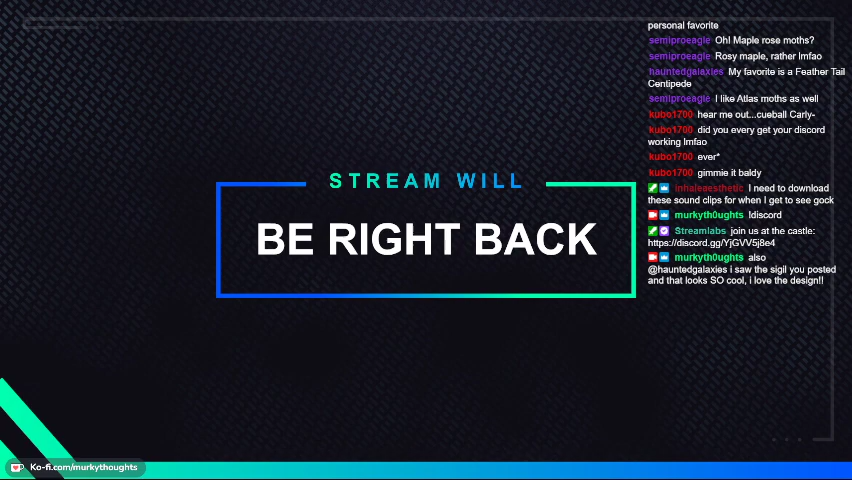 personal favorite
semiproeagle Oh! Maple rose moths?
semiproeagle Rosy maple, rather lmfao
hauntedgalaxies My favorite is a Feather Tail
Centipede
semiproeagle I like Atlas moths as well
kubo1700 hear me out...cueball Carly-
kubo1700 did you every get your discord
working lmfao
kubo1700 ever*
kubo1700 gimmie it baldy
inhaleaesthetic I need to download
these sound clips for when I get to see gock
murkyth0ughts !discord
Streamlabs join us at the castle:
https://discord.gg/YjGVV5j8e4
murkyth0ughts also
@hauntedgalaxies i saw the sigil you posted
and that looks SO cool, i love the design!!
STREAM WILL
BE RIGHT BACK
Ko-fi.com/murkythoughts